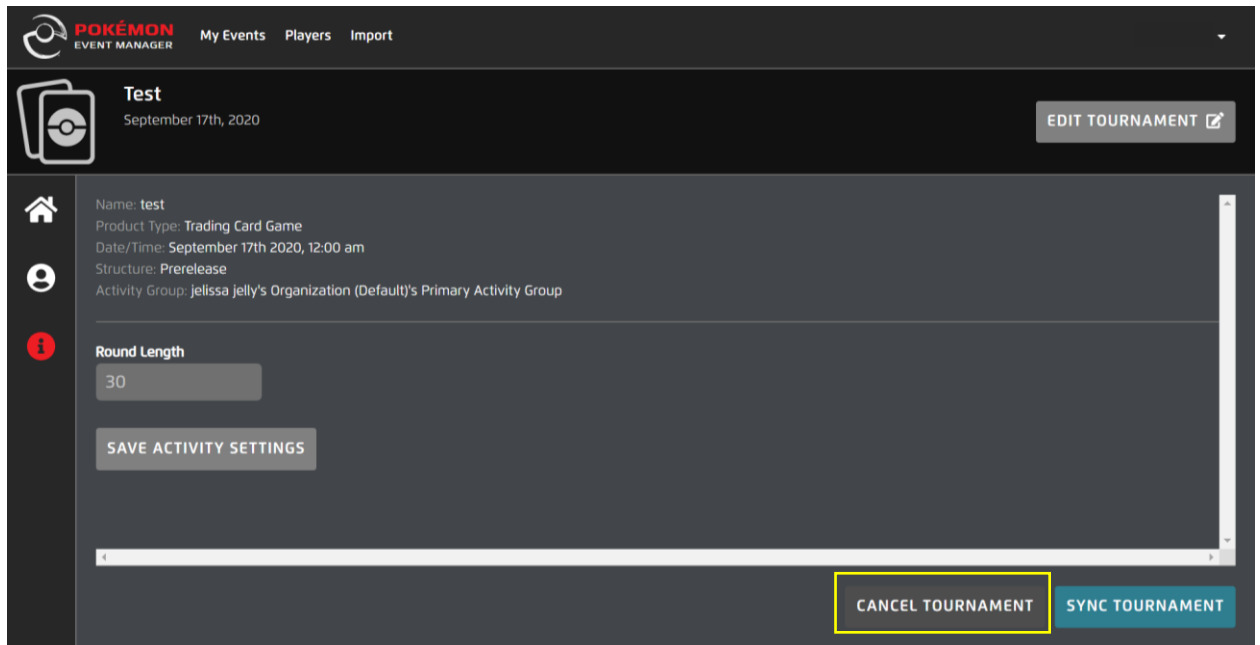 POKÉMON
EVENT MANAGER
My Events Players Import
Test
September 17th, 2020
EDIT TOURNAMENT
Name: test
Product Type: Trading Card Game
Date/Time: September 17th 2020, 12:00 am
Structure: Prerelease
Activity Group: jelissa jelly's Organization (Default)'s Primary Activity Group
Round Length
30
SAVE ACTIVITY SETTINGS
CANCEL TOURNAMENT SYNC TOURNAMENT